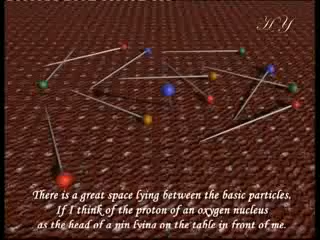 HY
There is a great space lying between the basic particles.
If I think of the proton of an oxygen nucleus
as the head of a pin lying on the table in front of me.